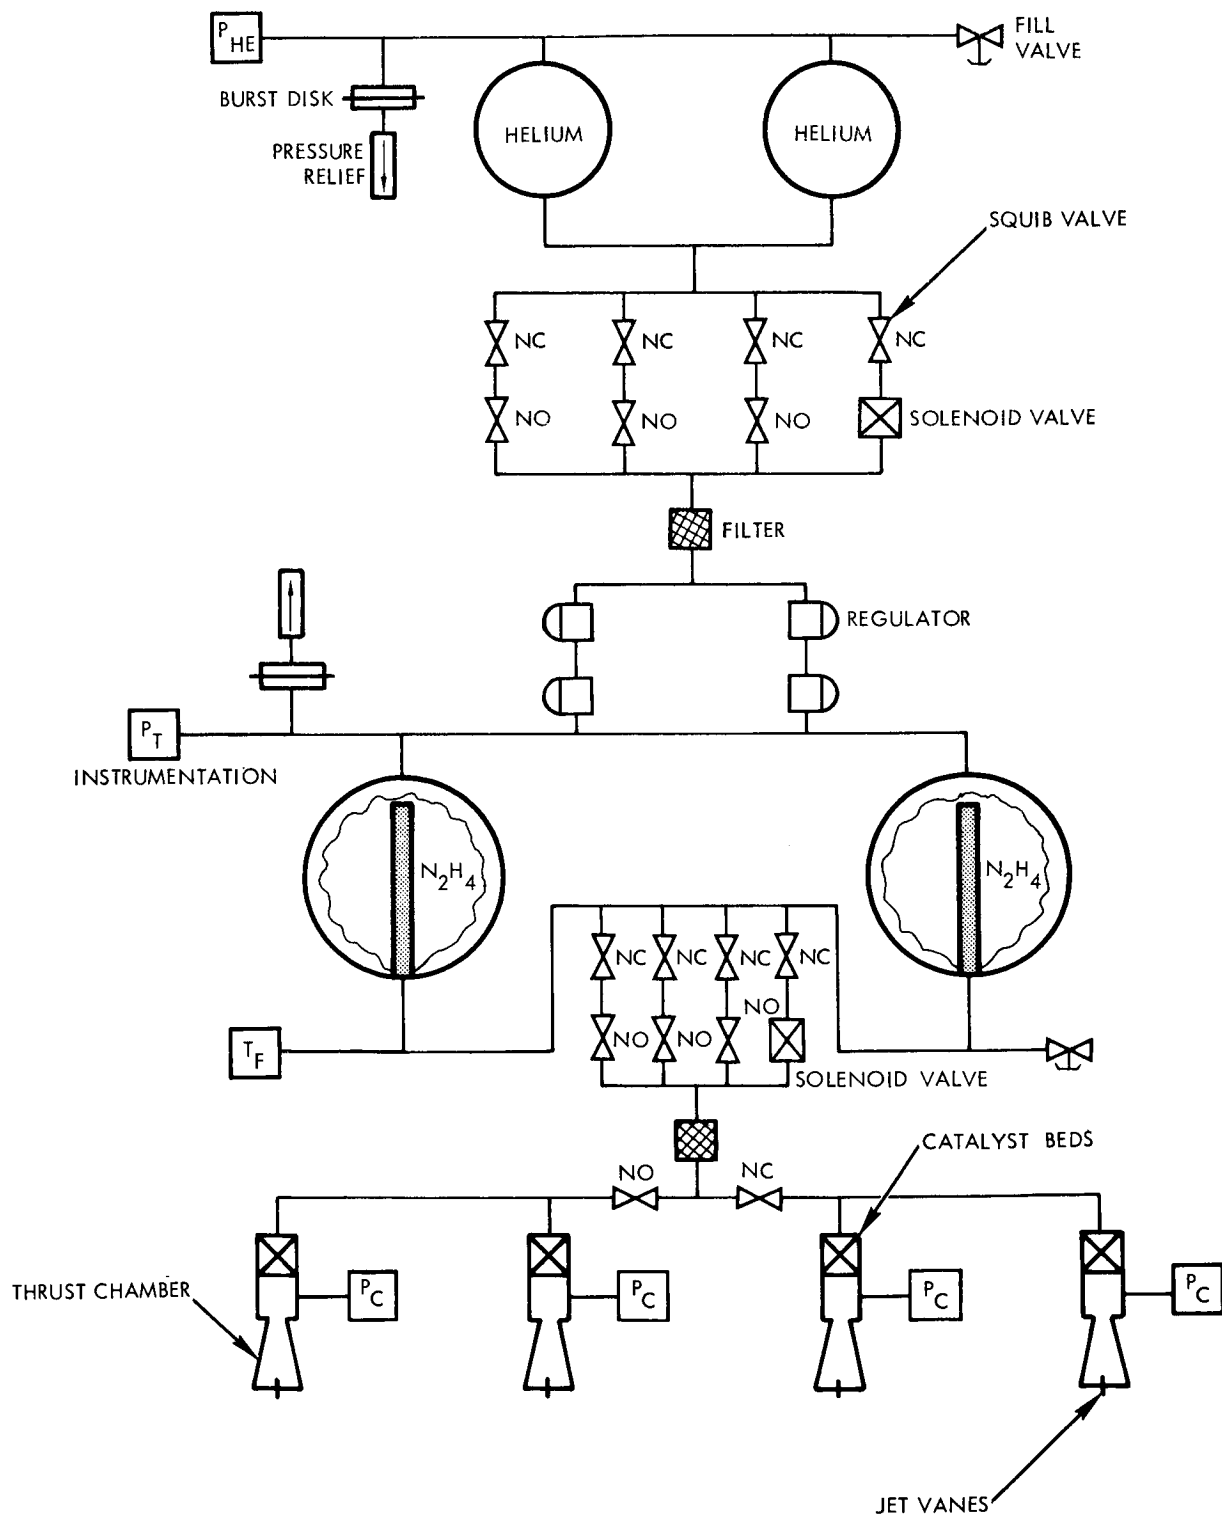 P HE
FILL VALVE
BURST DISK
HELIUM
HELIUM
PRESSURE RELIEF
SQUIB VALVE
NC
NC
NC
NC
NO
NO
NO
SOLENOID VALVE
FILTER
REGULATOR
P T
INSTRUMENTATION
N2H4
N2H4
NC
NC
NC
NC
NO
NO
NO
T F
SOLENOID VALVE
CATALYST BEDS
NO
NC
THRUST CHAMBER
P C
P C
P C
P C
JET VANES